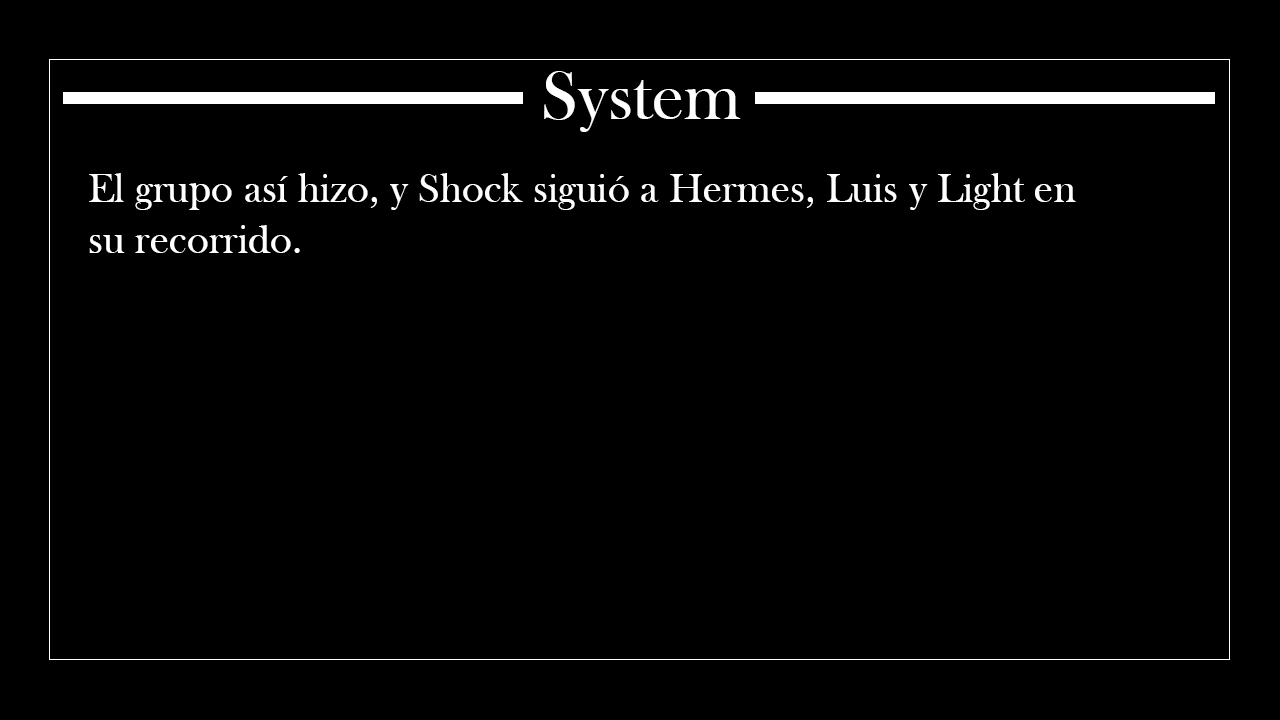 System
El grupo así hizo, y Shock siguió a Hermes, Luis y Light en
su recorrido.